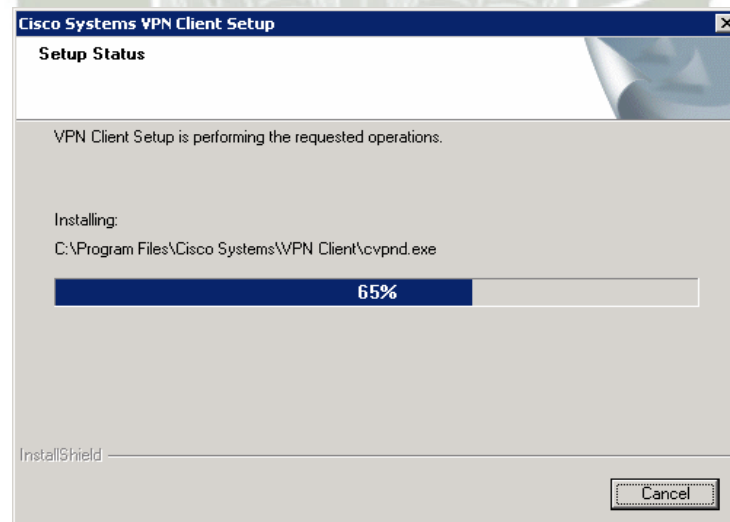 Cisco Systems VPN Client Setup
Setup Status
VPN Client Setup is performing the requested operations.
Installing:
C:\Program Files\Cisco Systems\VPN Client\cvpnd.exe
65%
InstallShield
Cancel